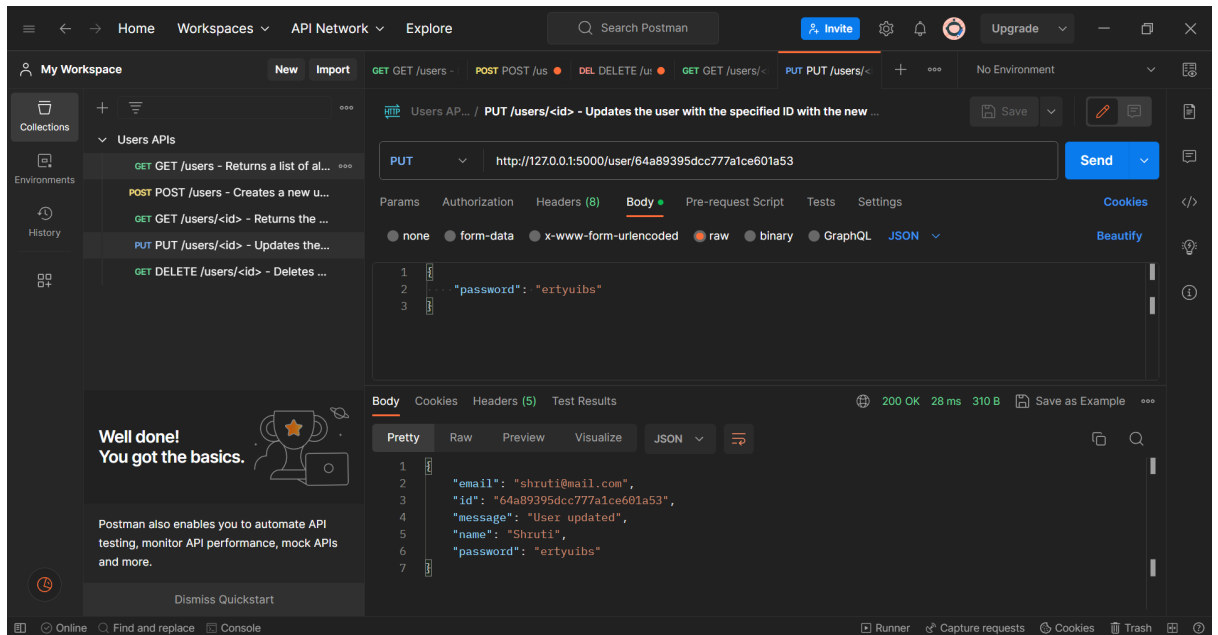 Home Workspaces API Network Explore Search Postman Invite Upgrade
My Workspace New Import GET GET /users - POST POST /us DEL DELETE /u: GET GET /users/< PUT PUT /users/< No Environment
Collections
Environments
History
Users APIs
GET GET /users - Returns a list of al...
POST POST /users - Creates a new u...
GET GET /users/<id> - Returns the ...
PUT PUT /users/<id> - Updates the...
GET DELETE /users/<id> - Deletes ...
Well done!
You got the basics.
Postman also enables you to automate API
testing, monitor API performance, mock APIs
and more.
Dismiss Quickstart
HTTP Users AP... / PUT /users/<id> - Updates the user with the specified ID with the new ... Save
PUT http://127.0.0.1:5000/user/64a89395dcc777a1ce601a53 Send
Params Authorization Headers (8) Body Pre-request Script Tests Settings Cookies
none form-data x-www-form-urlencoded raw binary GraphQL JSON Beautify
1 {
2 "password": "ertyuibs"
3 }
Body Cookies Headers (5) Test Results 200 OK 28 ms 310 B Save as Example
Pretty Raw Preview Visualize JSON
1 {
2 "email": "shruti@mail.com",
3 "id": "64a89395dcc777a1ce601a53",
4 "message": "User updated",
5 "name": "Shruti",
6 "password": "ertyuibs"
7 }
Online Find and replace Console Runner Capture requests Cookies Trash